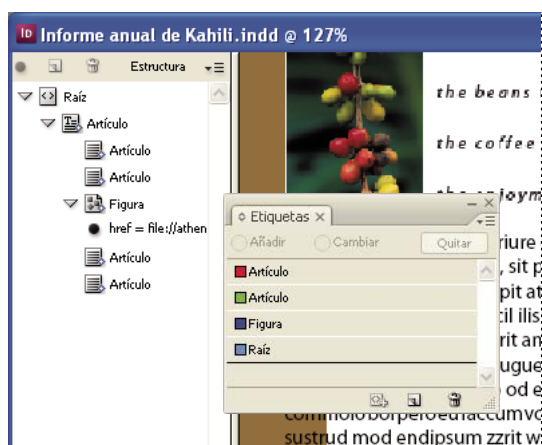 Informe anual de Kahili.indd @ 127%
Estructura
Raíz
Artículo
Artículo
Artículo
Figura
href = file://athen
Artículo
Artículo
the beans
the coffee
Etiquetas
Añadir Cambiar Quitar
Artículo
Artículo
Figura
Raíz
sustrud mod endipsum zzrit w